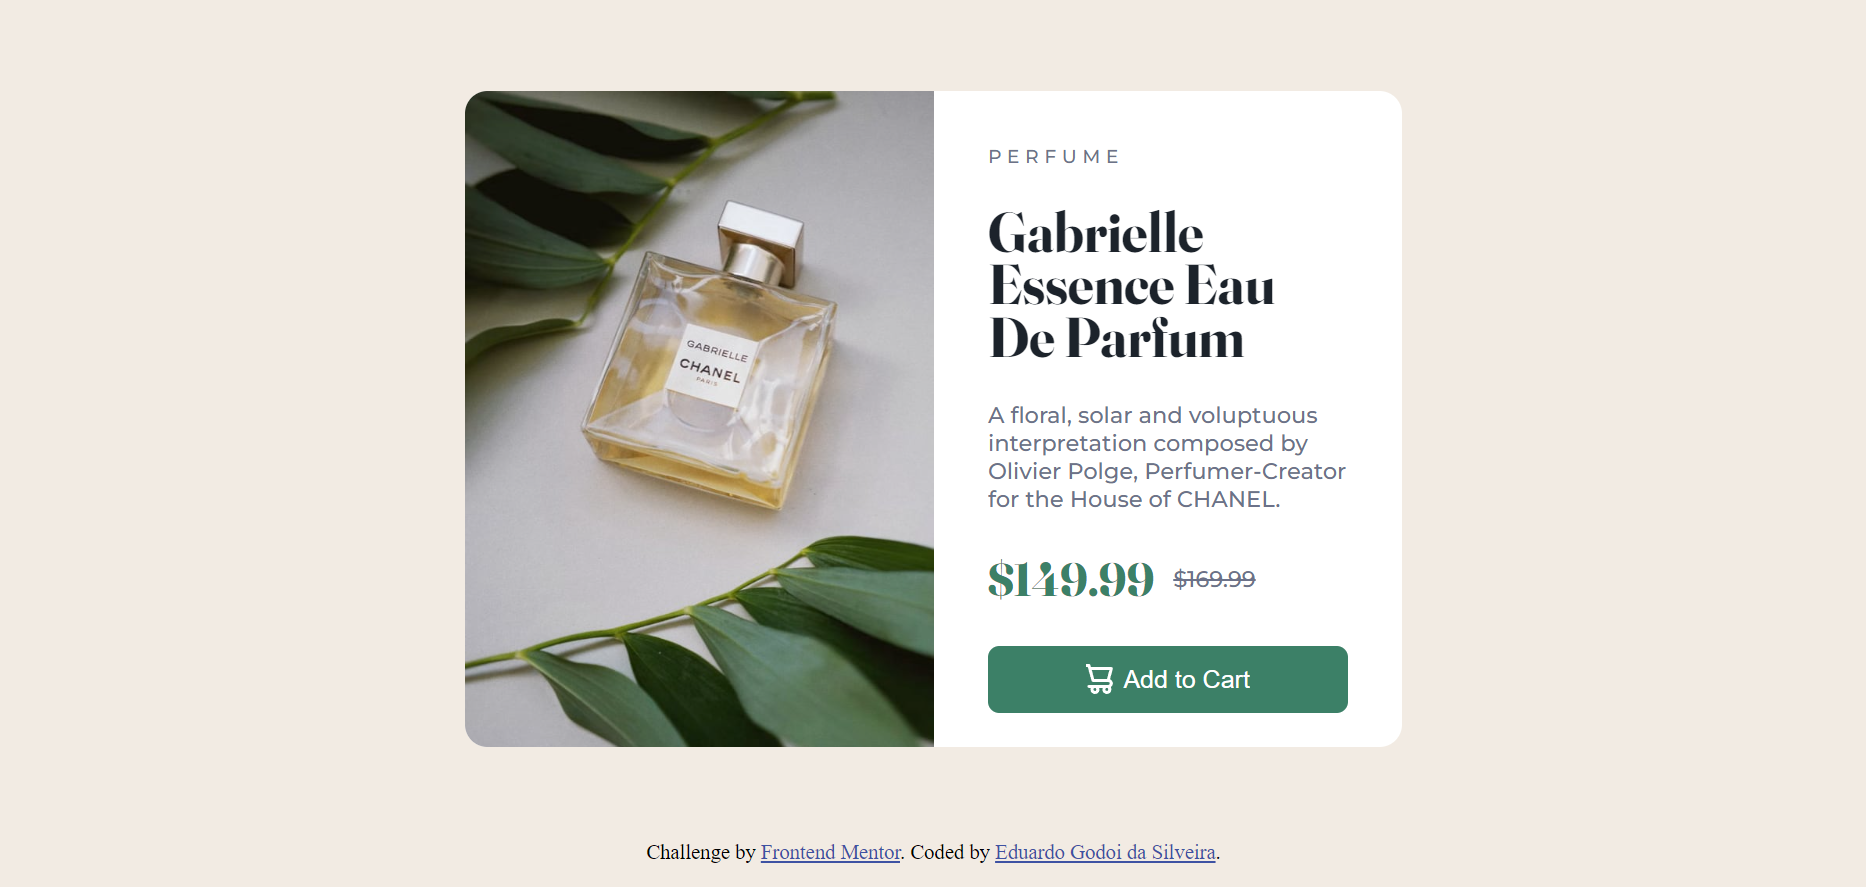 PERFUME
Gabrielle
Essence Eau
De Parfum
GABRIELLE
CHANEL
PARIS
A floral, solar and voluptuous
interpretation composed by
Olivier Polge, Perfumer-Creator
for the House of CHANEL.
$149.99 $169.99
Add to Cart
Challenge by Frontend Mentor. Coded by Eduardo Godoi da Silveira.